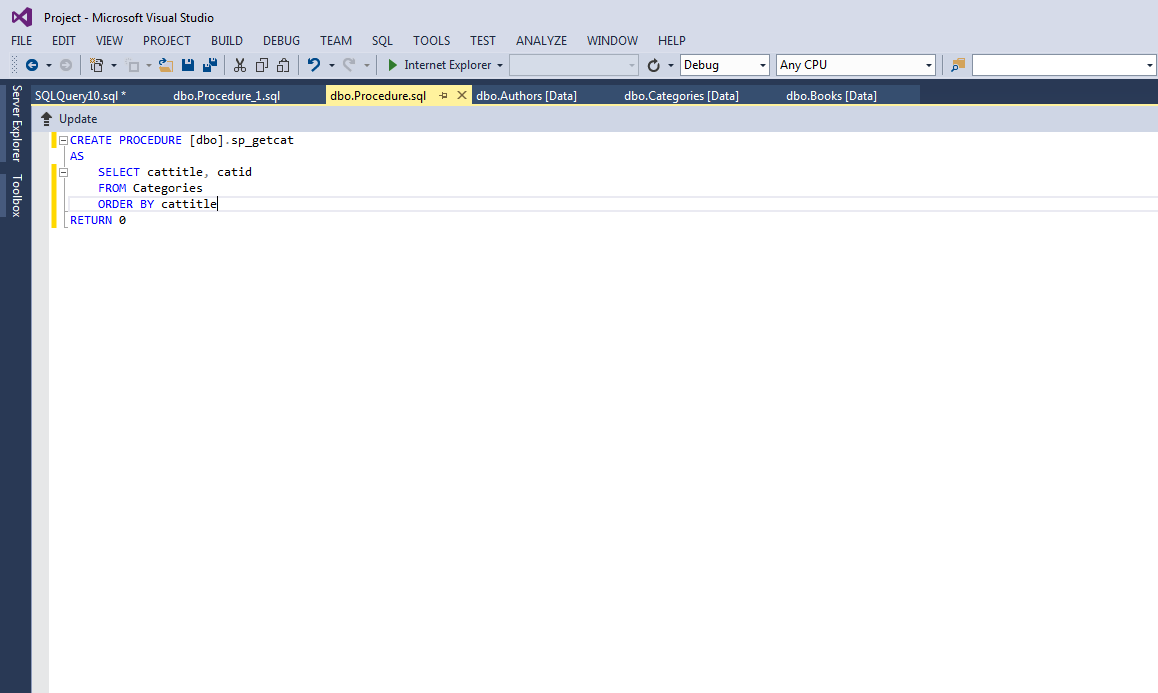 Project - Microsoft Visual Studio
FILE EDIT VIEW PROJECT BUILD DEBUG TEAM SQL TOOLS TEST ANALYZE WINDOW HELP
Internet Explorer Debug Any CPU
SQLQuery10.sql * dbo.Procedure_1.sql dbo.Procedure.sql dbo.Authors [Data] dbo.Categories [Data] dbo.Books [Data]
Server Explorer
Toolbox
Update
CREATE PROCEDURE [dbo].sp_getcat
AS
SELECT cattitle, catid
FROM Categories
ORDER BY cattitle
RETURN 0